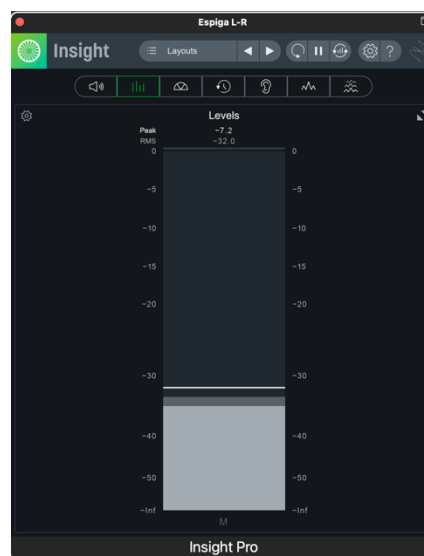 Espiga L-R
Insight
Layouts
?
Levels
Peak -7.2
RMS -32.0
0 0
-5 -5
-10 -10
-15 -15
-20 -20
-30 -30
-40 -40
-50 -50
-Inf -Inf
M
Insight Pro